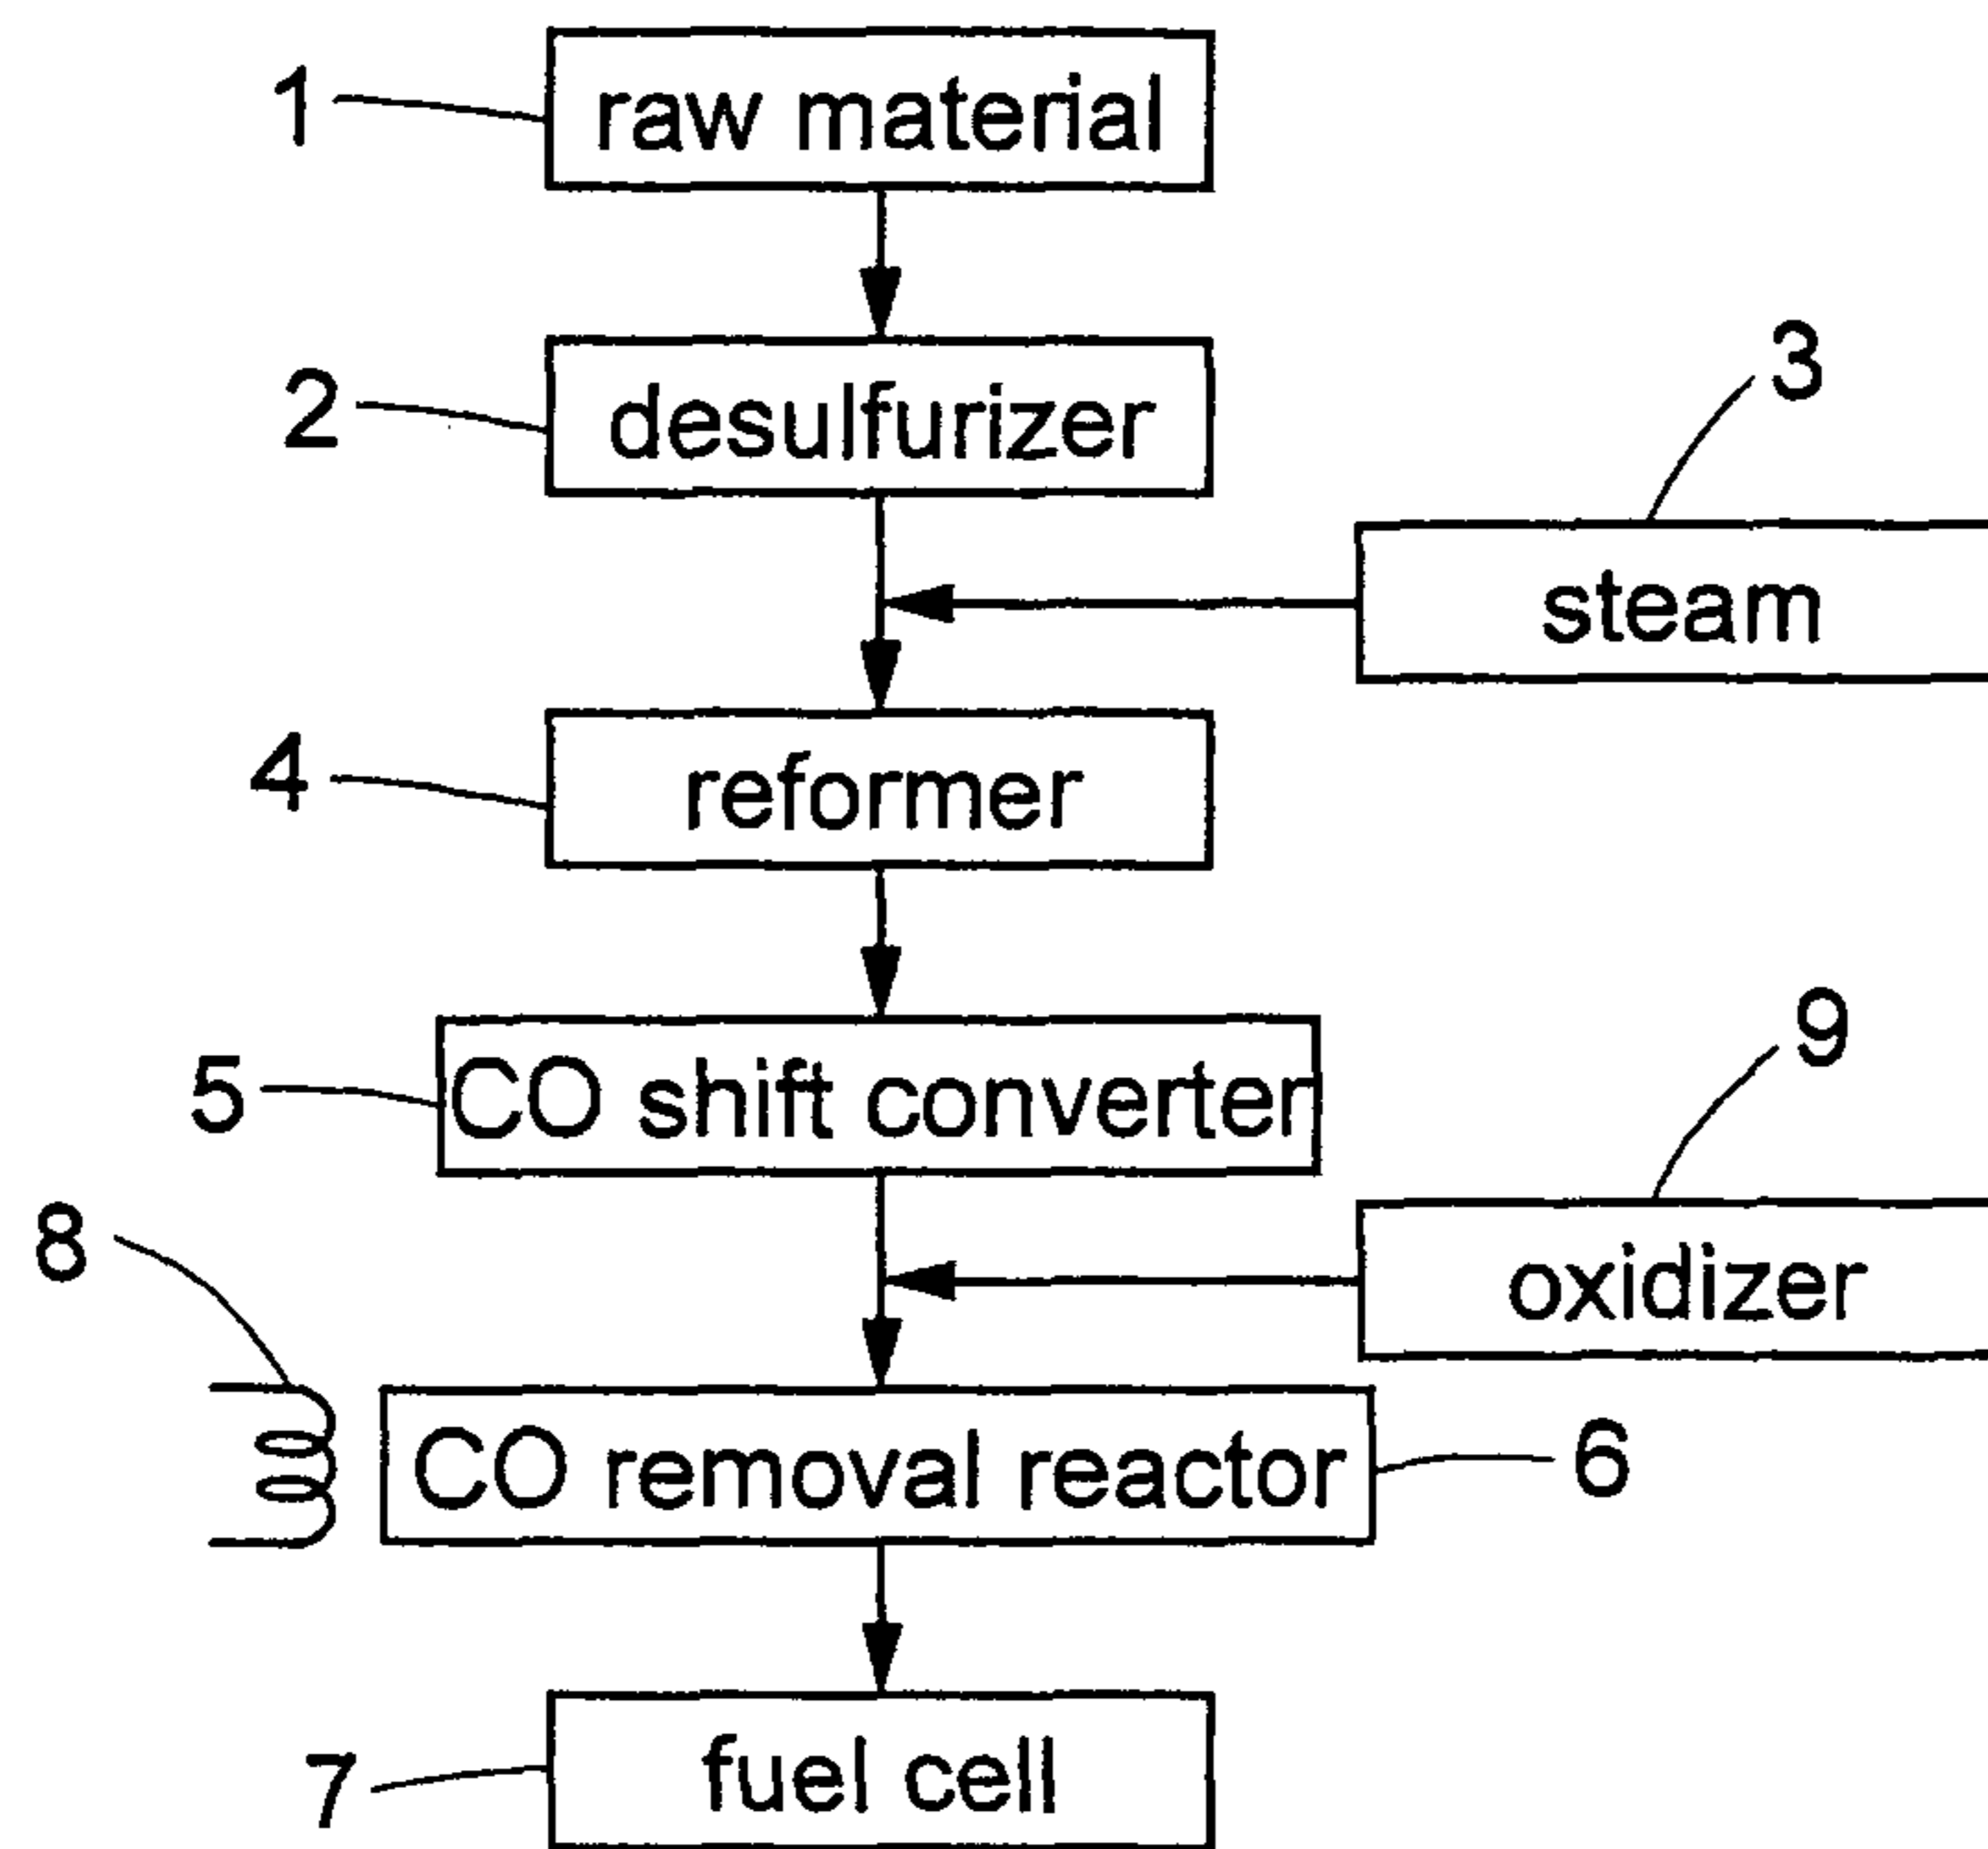 1
raw material
2
desulfurizer
3
steam
4
reformer
5
CO shift converter
9
oxidizer
8
CO removal reactor
6
7
fuel cell